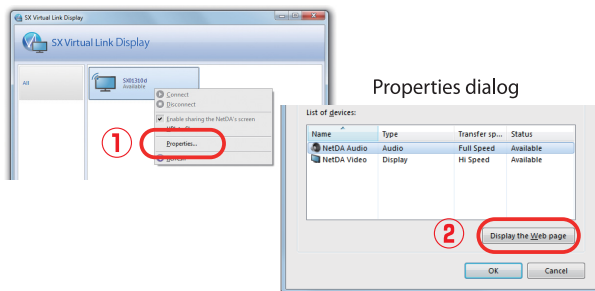 SX Virtual Link Display
SX Virtual Link Display
All
Available
Connect
Disconnect
Enable sharing the NetDA's screen
Properties...
①
Properties dialog
List of devices:
Name Type Transfer sp... Status
NetDA Audio Audio Full Speed Available
NetDA Video Display Hi Speed Available
②
Display the Web page
OK Cancel